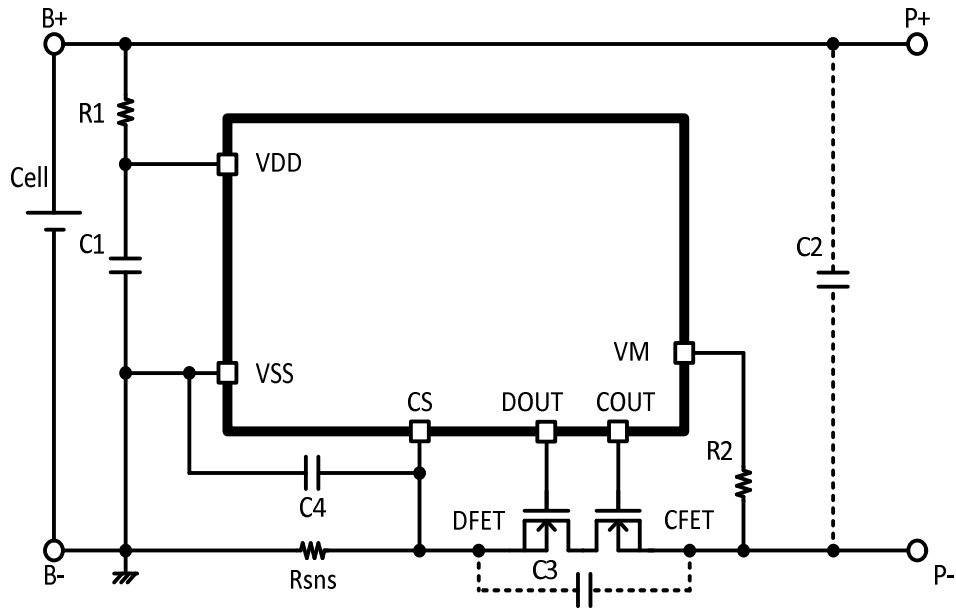 B+
P+
R1
VDD
Cell
C1
C2
VM
VSS
CS
DOUT
COUT
R2
C4
DFET
CFET
B-
Rsns
C3
P-